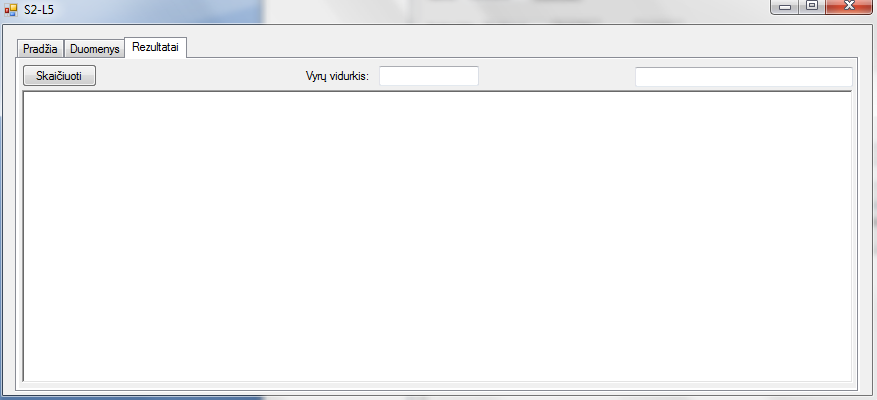 S2-L5
Pradžia Duomenys Rezultatai
Skaičiuoti Vyrų vidurkis: